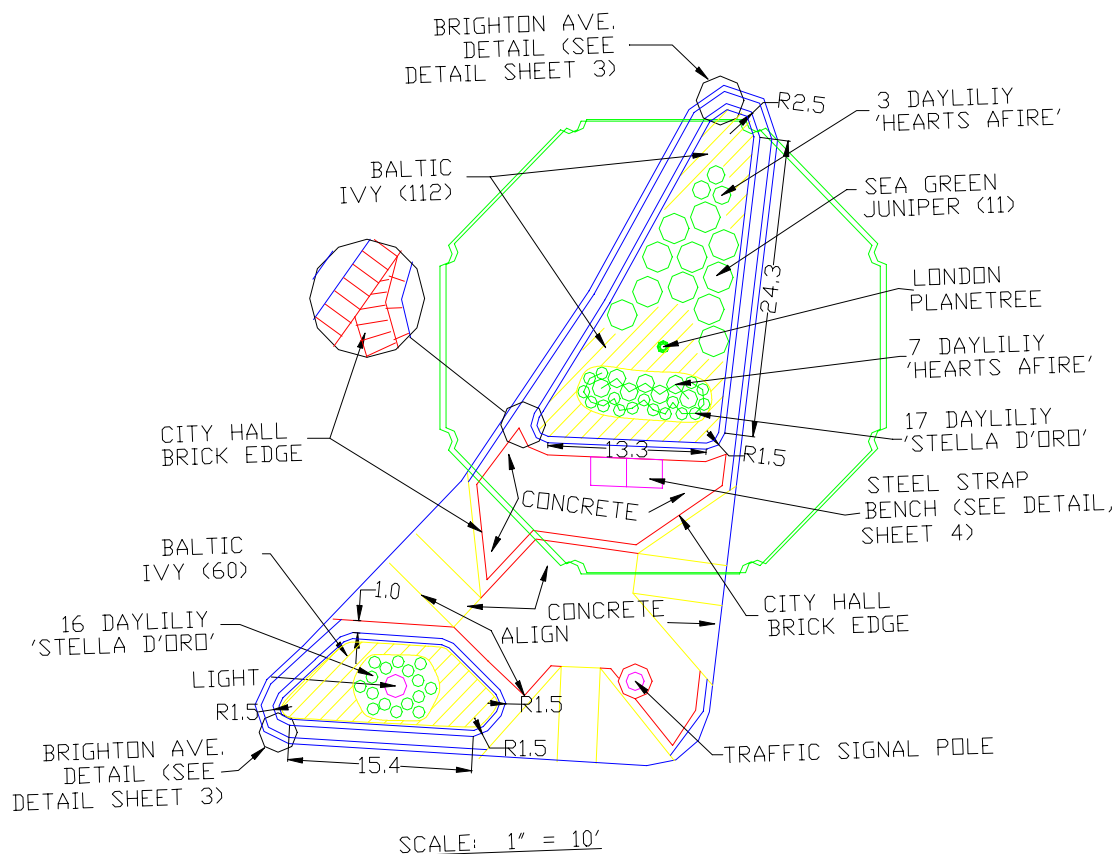 BRIGHTON AVE.
DETAIL (SEE
DETAIL SHEET 3)
R2.5
3 DAYLILIY
'HEARTS AFIRE'
BALTIC
IVY (112)
SEA GREEN
JUNIPER (11)
LONDON
PLANETREE
24.3
7 DAYLILIY
'HEARTS AFIRE'
17 DAYLILIY
'STELLA D'ORO'
CITY HALL
BRICK EDGE
13.3
R1.5
STEEL STRAP
BENCH (SEE DETAIL,
SHEET 4)
CONCRETE
BALTIC
IVY (60)
1.0
CONCRETE
CITY HALL
BRICK EDGE
16 DAYLILIY
'STELLA D'ORO'
ALIGN
LIGHT
R1.5
R1.5
R1.5
BRIGHTON AVE.
DETAIL (SEE
DETAIL SHEET 3)
15.4
TRAFFIC SIGNAL POLE
SCALE: 1" = 10'